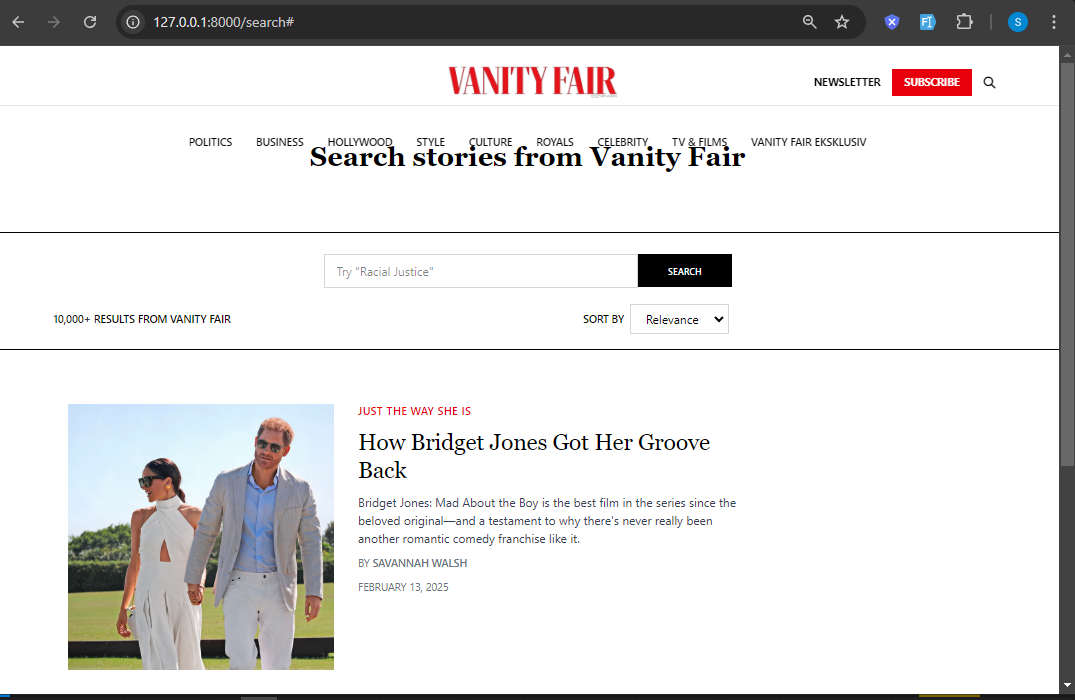 127.0.0.1:8000/search#
S
VANITY FAIR
NEWSLETTER
SUBSCRIBE
POLITICS BUSINESS HOLLYWOOD STYLE CULTURE ROYALS CELEBRITY TV & FILMS VANITY FAIR EKSKLUSIV
Search stories from Vanity Fair
Try "Racial Justice"
SEARCH
10,000+ RESULTS FROM VANITY FAIR
SORT BY
Relevance
JUST THE WAY SHE IS
How Bridget Jones Got Her Groove
Back
Bridget Jones: Mad About the Boy is the best film in the series since the
beloved original—and a testament to why there's never really been
another romantic comedy franchise like it.
BY SAVANNAH WALSH
FEBRUARY 13, 2025